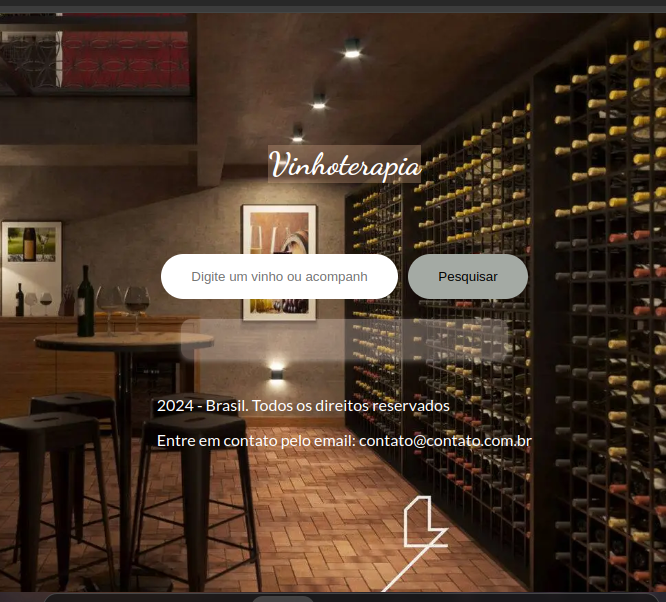 Vinhoterapia
Digite um vinho ou acompanh
Pesquisar
2024 - Brasil. Todos os direitos reservados
Entre em contato pelo email: contato@contato.com.br